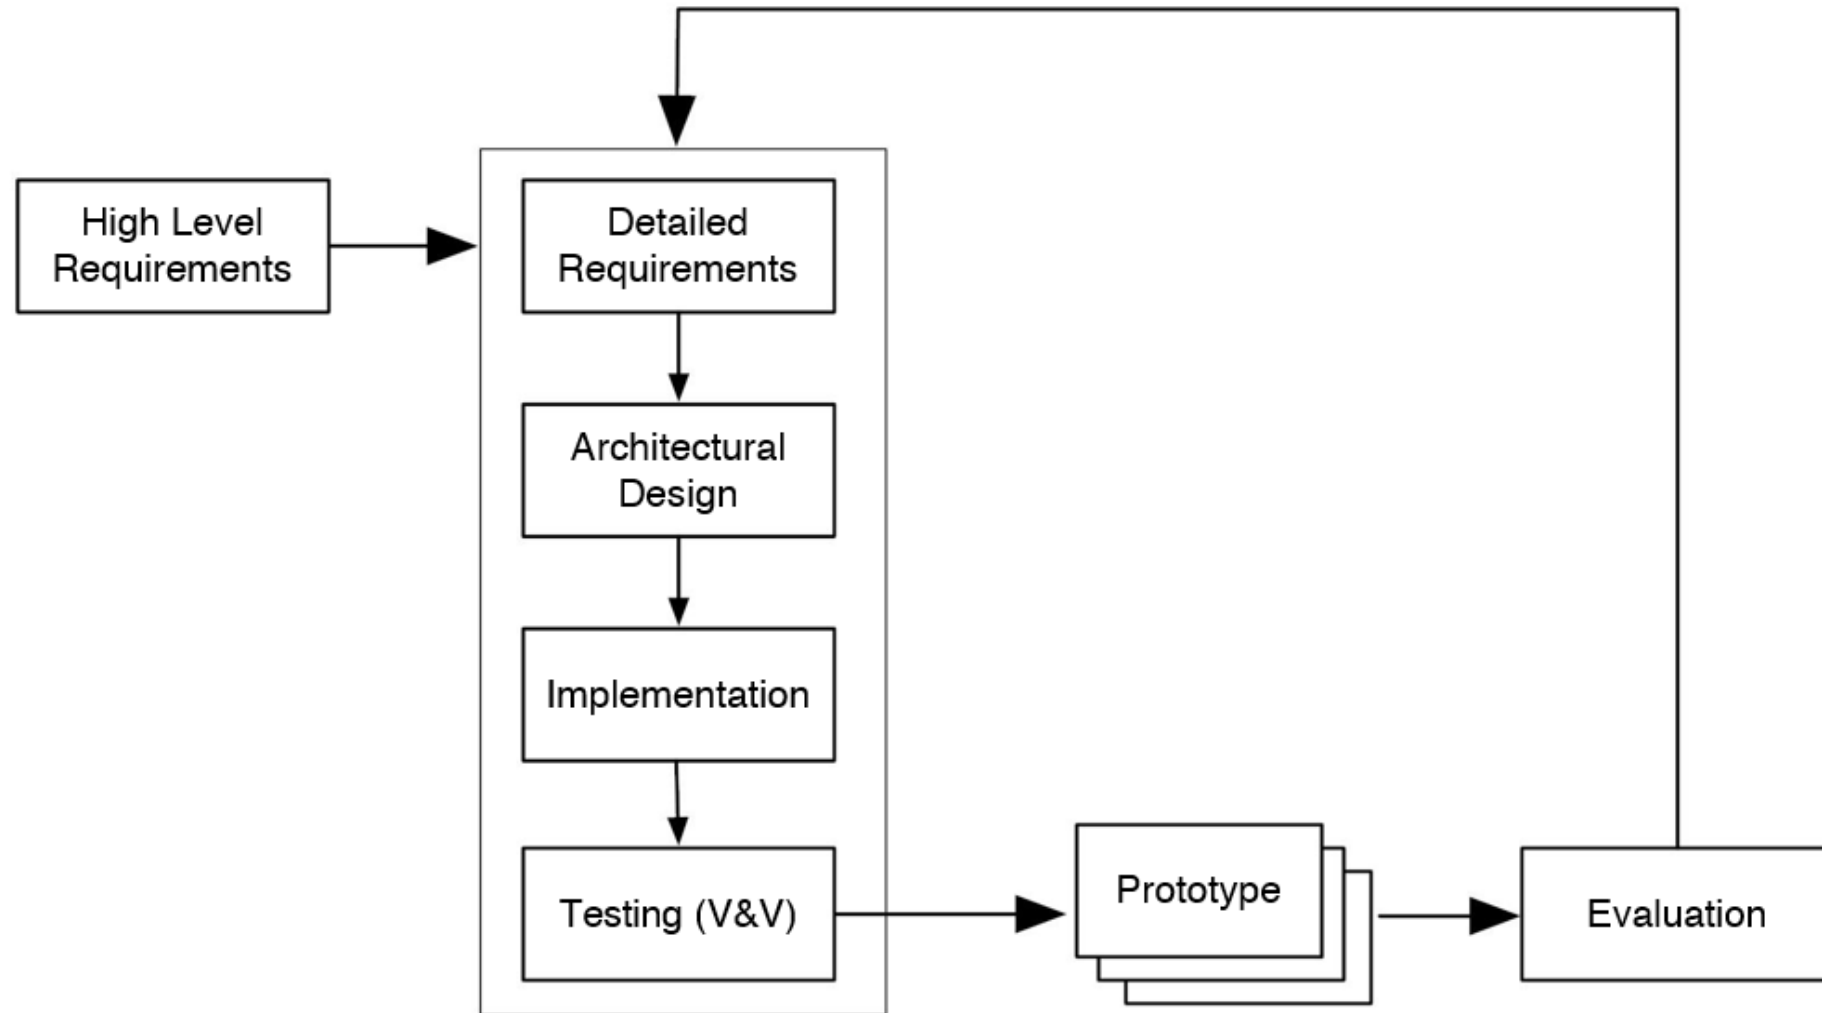 High Level
Requirements
Detailed
Requirements
Architectural
Design
Implementation
Testing (V&V)
Prototype
Evaluation